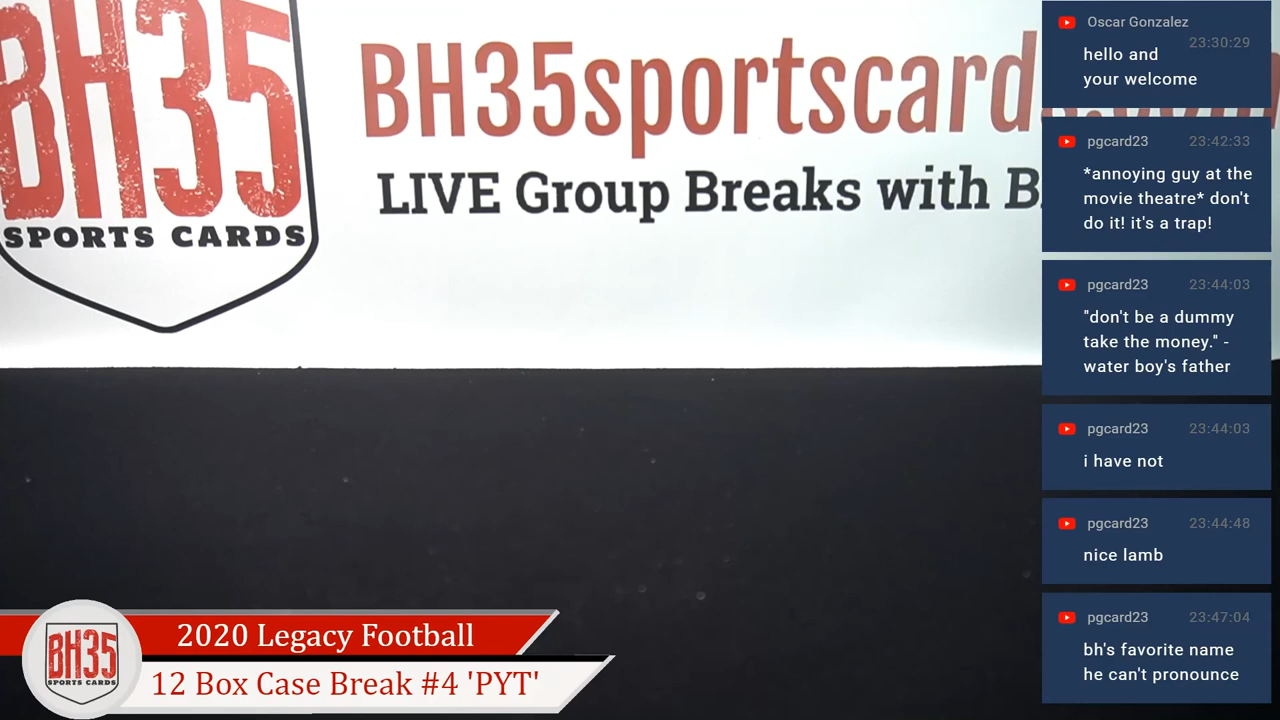 BH35
SPORTS CARDS
BH35sportscard
LIVE Group Breaks with B
Oscar Gonzalez
23:30:29
hello and
your welcome
pgcard23 23:42:33
*annoying guy at the
movie theatre* don't
do it! it's a trap!
pgcard23 23:44:03
"don't be a dummy
take the money." -
water boy's father
pgcard23 23:44:03
i have not
pgcard23 23:44:48
nice lamb
pgcard23 23:47:04
bh's favorite name
he can't pronounce
BH35
SPORTS CARDS
2020 Legacy Football
12 Box Case Break #4 'PYT'